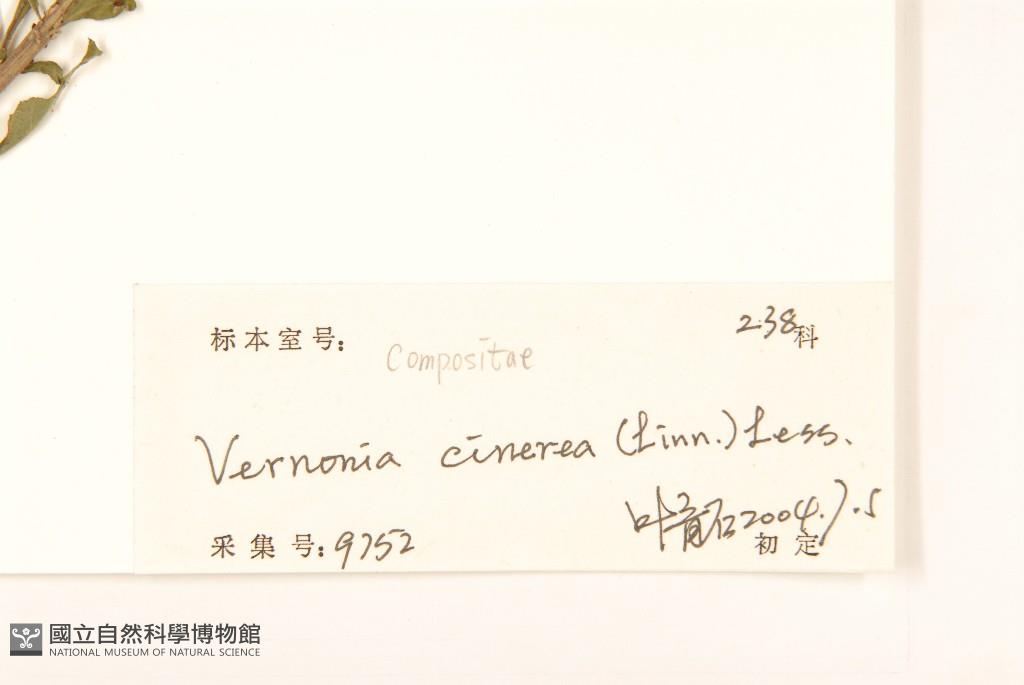 标本室号: 238科
Compositae
Vernonia cinerea (Linn.) Less.
叶 2004.7.5
采集号: 9752 初定
國立自然科學博物館
NATIONAL MUSEUM OF NATURAL SCIENCE